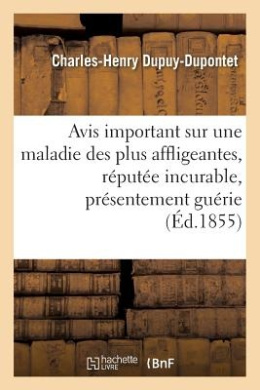 Charles-Henry Dupuy-Dupontet
Avis important sur une maladie des plus affligeantes, réputée incurable, présentement guérie (Éd.1855)
hachette
LIVRE
{BnF